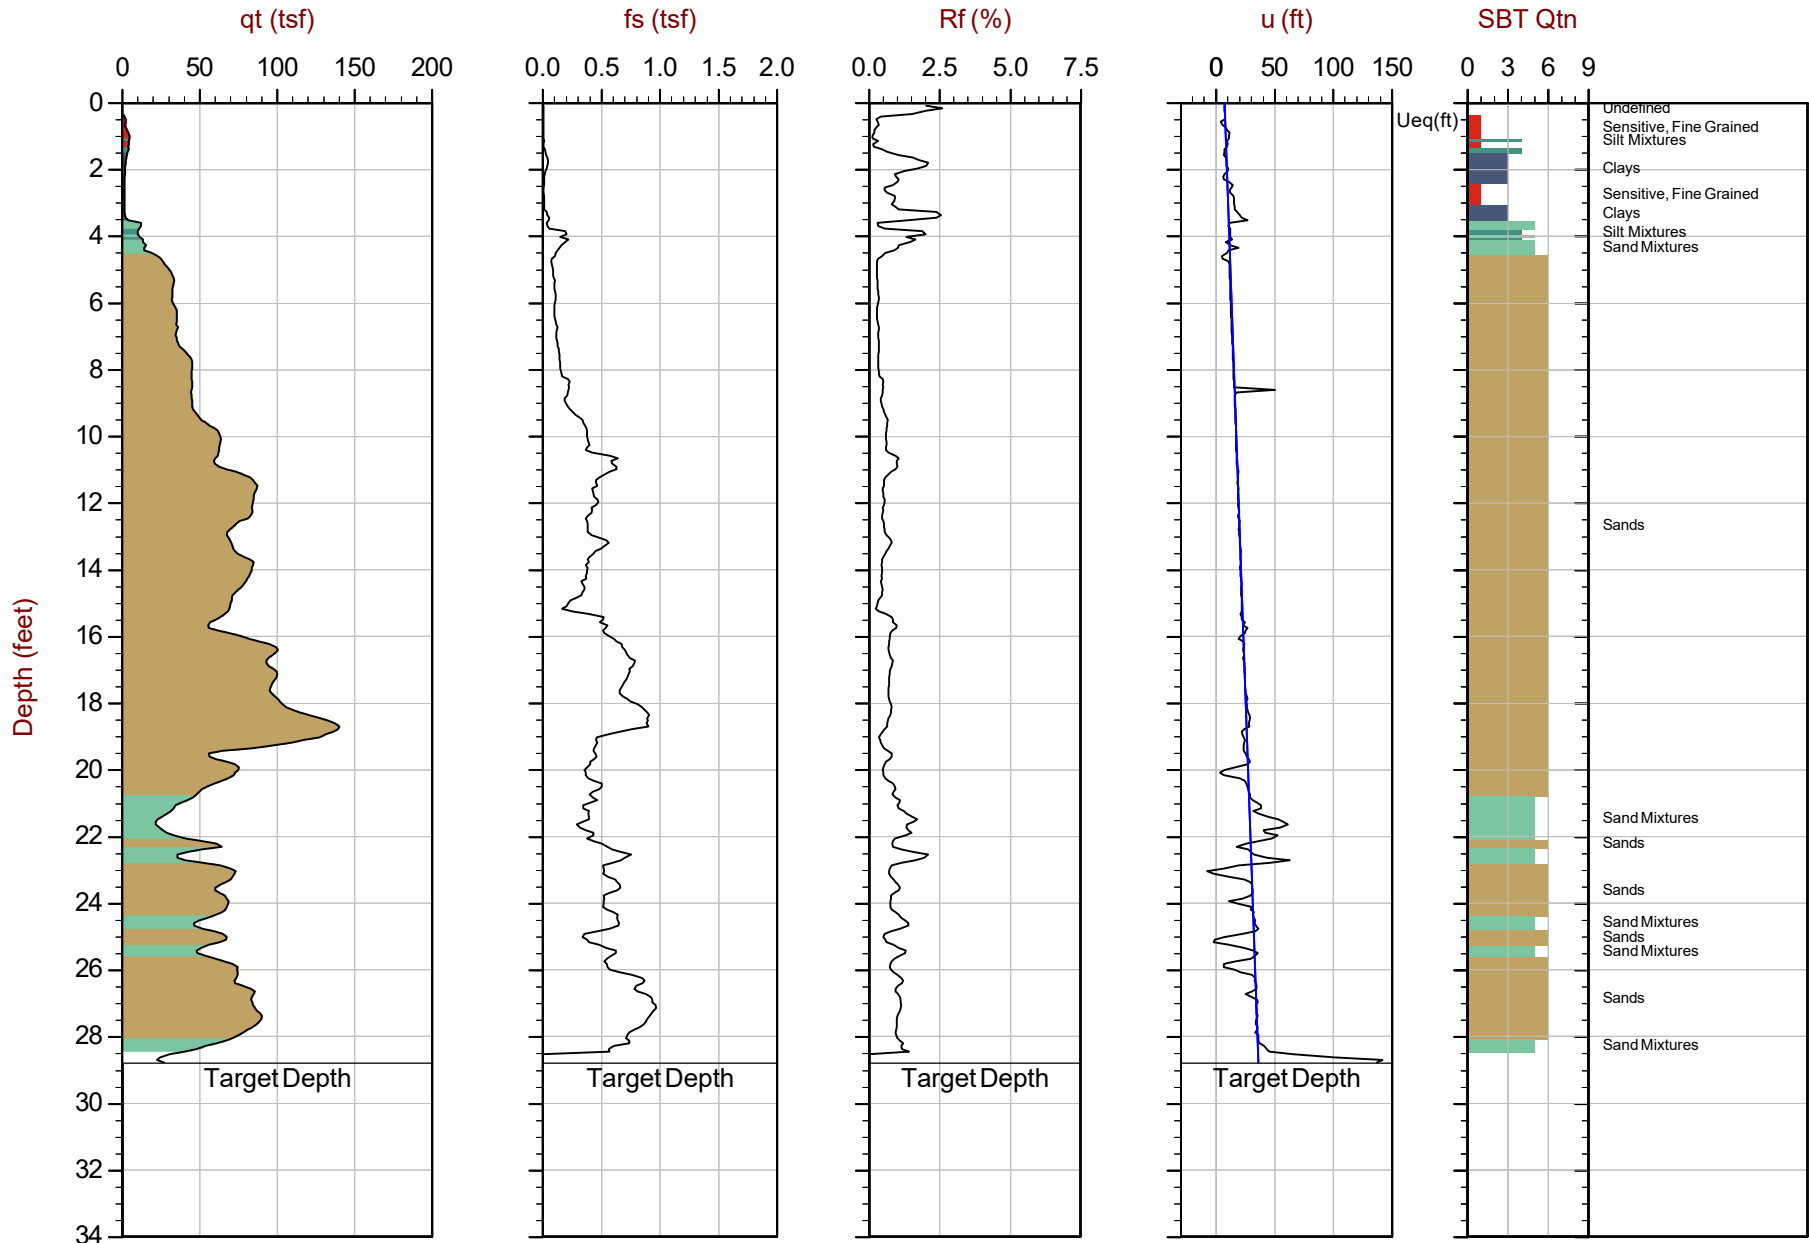 qt (tsf) fs (tsf) Rf (%) u (ft) SBT Qtn
0 50 100 150 200 0.0 0.5 1.0 1.5 2.0 0.0 2.5 5.0 7.5 0 50 100 150 0 3 6 9
0
Undefined
Ueq(ft)
Sensitive, Fine Grained
Silt Mixtures
2
Clays
Sensitive, Fine Grained
Clays
4
Silt Mixtures
Sand Mixtures
6
8
10
12
Sands
14
16
Depth (feet)
18
20
Sand Mixtures
22
Sands
Sands
24
Sand Mixtures
Sands
Sand Mixtures
26
Sands
28
Sand Mixtures
Target Depth Target Depth Target Depth Target Depth
30
32
34